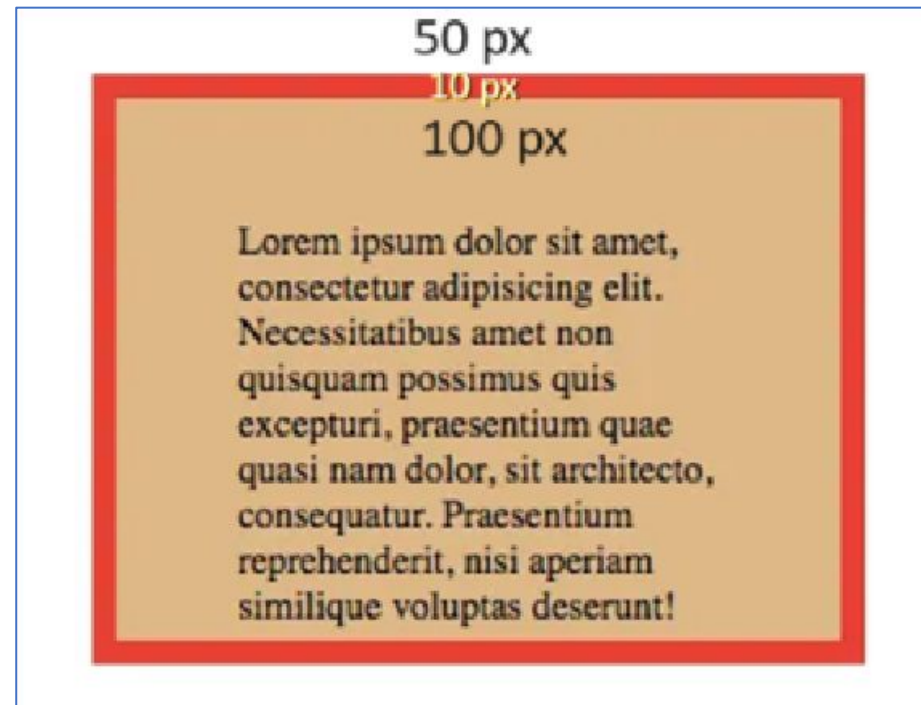 50 px
10 px
100 px
Lorem ipsum dolor sit amet,
consectetur adipisicing elit.
Necessitatibus amet non
quisquam possimus quis
excepturi, praesentium quae
quasi nam dolor, sit architecto,
consequatur. Praesentium
reprehenderit, nisi aperiam
similique voluptas deserunt!